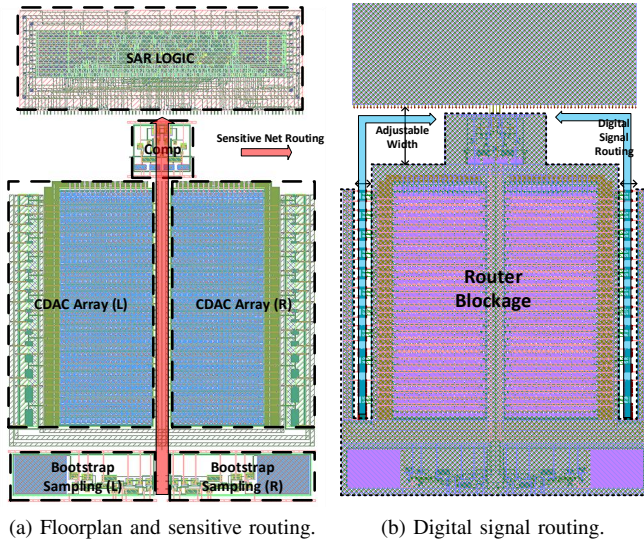 SAR LOGIC
Comp
Sensitive Net Routing
CDAC Array (L)
CDAC Array (R)
Bootstrap
Sampling (L)
Bootstrap
Sampling (R)
(a) Floorplan and sensitive routing.
Adjustable
Width
Digital
Signal
Routing
Router
Blockage
(b) Digital signal routing.